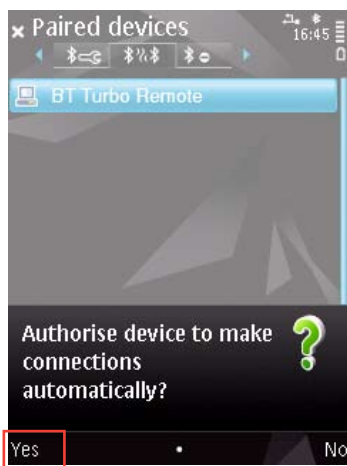 Paired devices
16:45
BT Turbo Remote
Authorise device to make
connections
automatically?
Yes
No